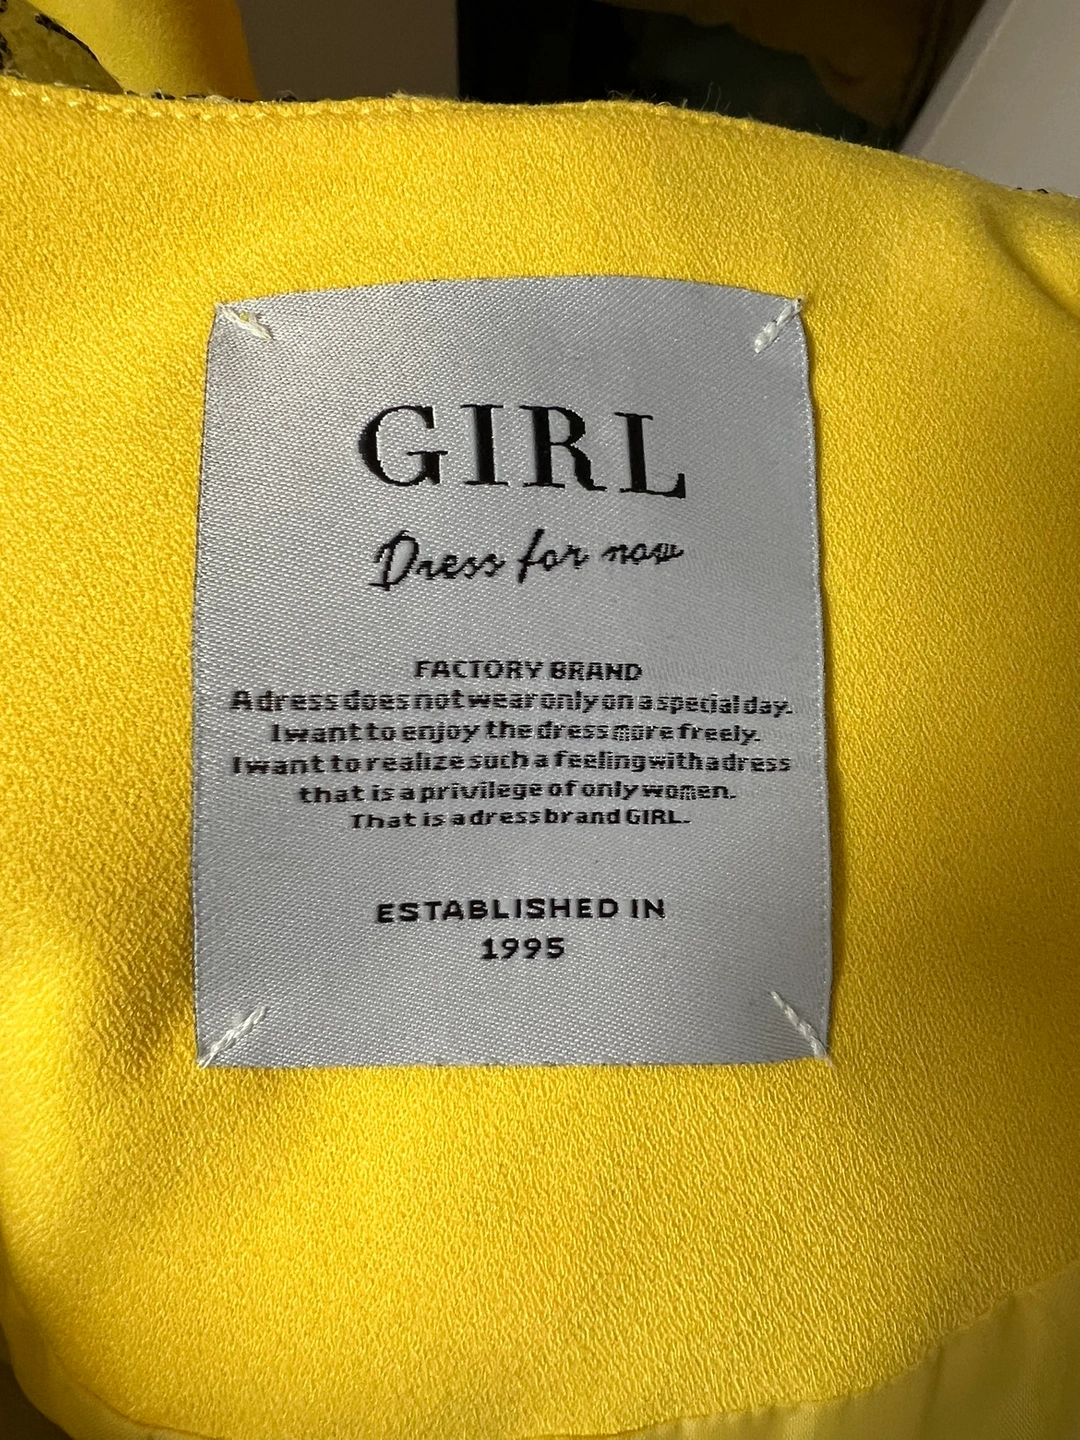 GIRL
Dress for now
FACTORY BRAND
A dress does not wear only on a special day.
I want to enjoy the dress more freely.
I want to realize such a feeling with a dress
that is a privilege of only women.
That is a dress brand GIRL.
ESTABLISHED IN
1995